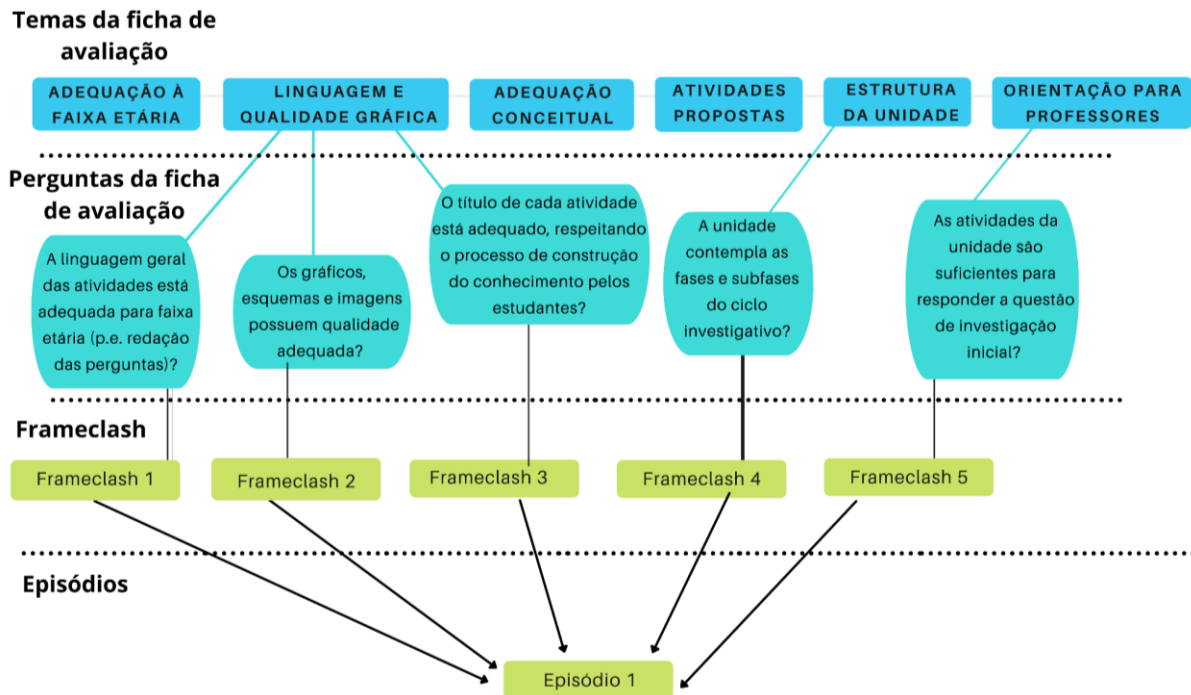 Temas da ficha de
avaliação
ADEQUAÇÃO À
FAIXA ETÁRIA
LINGUAGEM E
QUALIDADE GRÁFICA
ADEQUAÇÃO
CONCEITUAL
ATIVIDADES
PROPOSTAS
ESTRUTURA
DA UNIDADE
ORIENTAÇÃO PARA
PROFESSORES
Perguntas da ficha
de avaliação
A linguagem geral
das atividades está
adequada para faixa
etária (p.e. redação
das perguntas)?
Os gráficos,
esquemas e imagens
possuem qualidade
adequada?
O título de cada atividade
está adequado, respeitando
o processo de construção
do conhecimento pelos
estudantes?
A unidade
contempla as
fases e subfases
do ciclo
investigativo?
As atividades da
unidade são
suficientes para
responder a questão
de investigação
inicial?
Frameclash
Frameclash 1
Frameclash 2
Frameclash 3
Frameclash 4
Frameclash 5
Episódios
Episódio 1